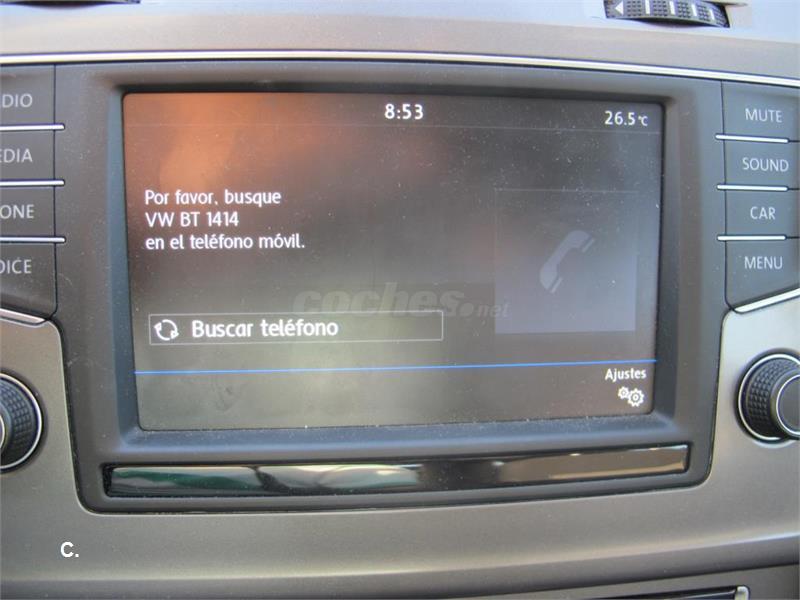 8:53
26.5°C
DIO
EDIA
ONE
OICE
MUTE
SOUND
CAR
MENU
Por favor, busque
VW BT 1414
en el teléfono móvil.
coches.net
Buscar teléfono
Ajustes
C.